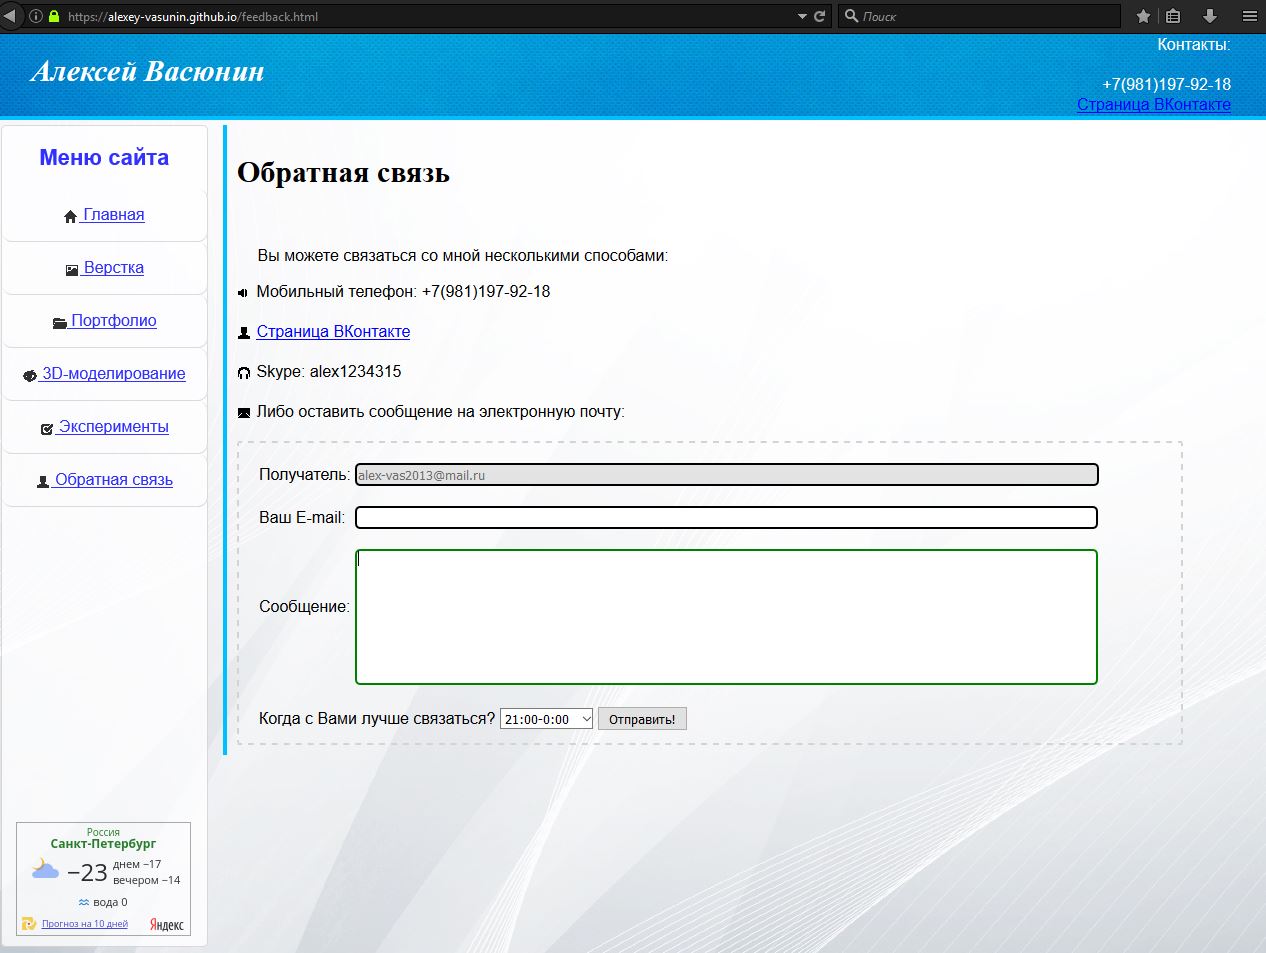 https://alexey-vasunin.github.io/feedback.html
Поиск
Алексей Васюнин
Контакты:
+7(981)197-92-18
Страница ВКонтакте
Меню сайта
Главная
Верстка
Портфолио
3D-моделирование
Эксперименты
Обратная связь
Россия
Санкт-Петербург
−23 днем −17
вечером −14
вода 0
Прогноз на 10 дней Яндекс
Обратная связь
Вы можете связаться со мной несколькими способами:
Мобильный телефон: +7(981)197-92-18
Страница ВКонтакте
Skype: alex1234315
Либо оставить сообщение на электронную почту:
Получатель: alex-vas2013@mail.ru
Ваш E-mail:
Сообщение:
Когда с Вами лучше связаться? 21:00-0:00 Отправить!